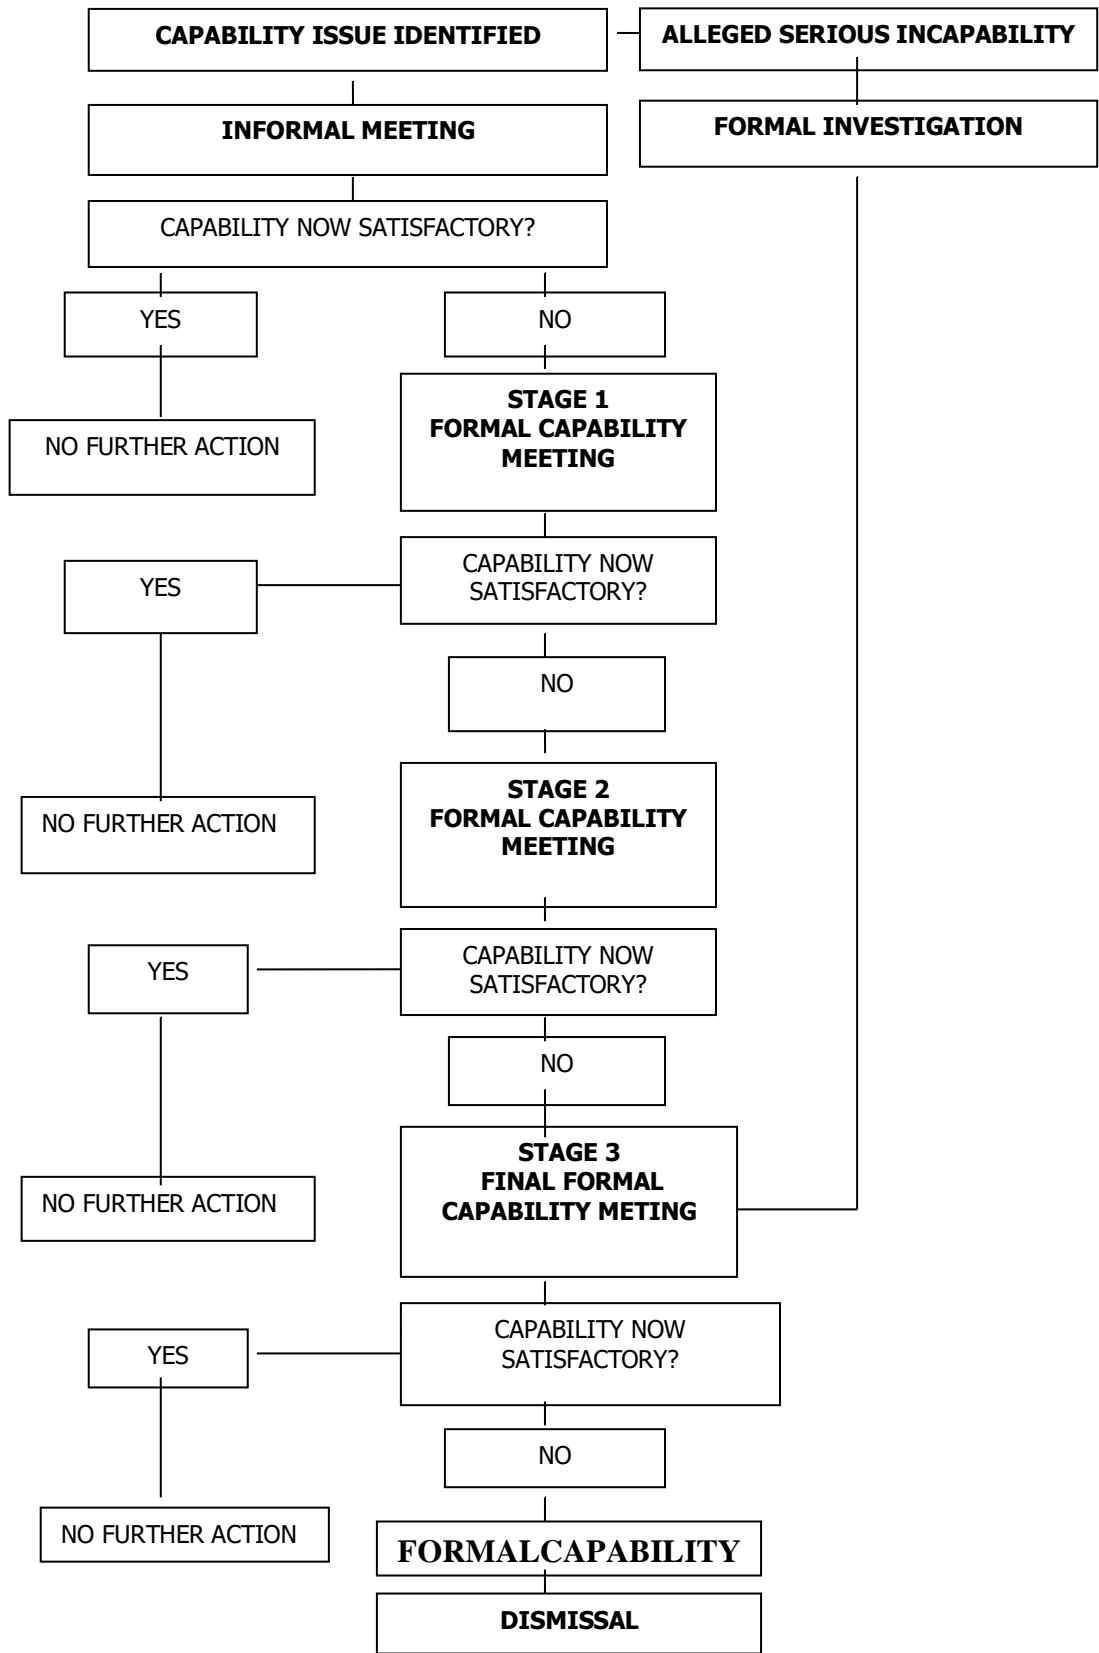 CAPABILITY ISSUE IDENTIFIED
ALLEGED SERIOUS INCAPABILITY
INFORMAL MEETING
FORMAL INVESTIGATION
CAPABILITY NOW SATISFACTORY?
YES
NO
NO FURTHER ACTION
STAGE 1
FORMAL CAPABILITY
MEETING
CAPABILITY NOW
SATISFACTORY?
YES
NO
NO FURTHER ACTION
STAGE 2
FORMAL CAPABILITY
MEETING
CAPABILITY NOW
SATISFACTORY?
YES
NO
NO FURTHER ACTION
STAGE 3
FINAL FORMAL
CAPABILITY METING
CAPABILITY NOW
SATISFACTORY?
YES
NO
NO FURTHER ACTION
FORMALCAPABILITY
DISMISSAL